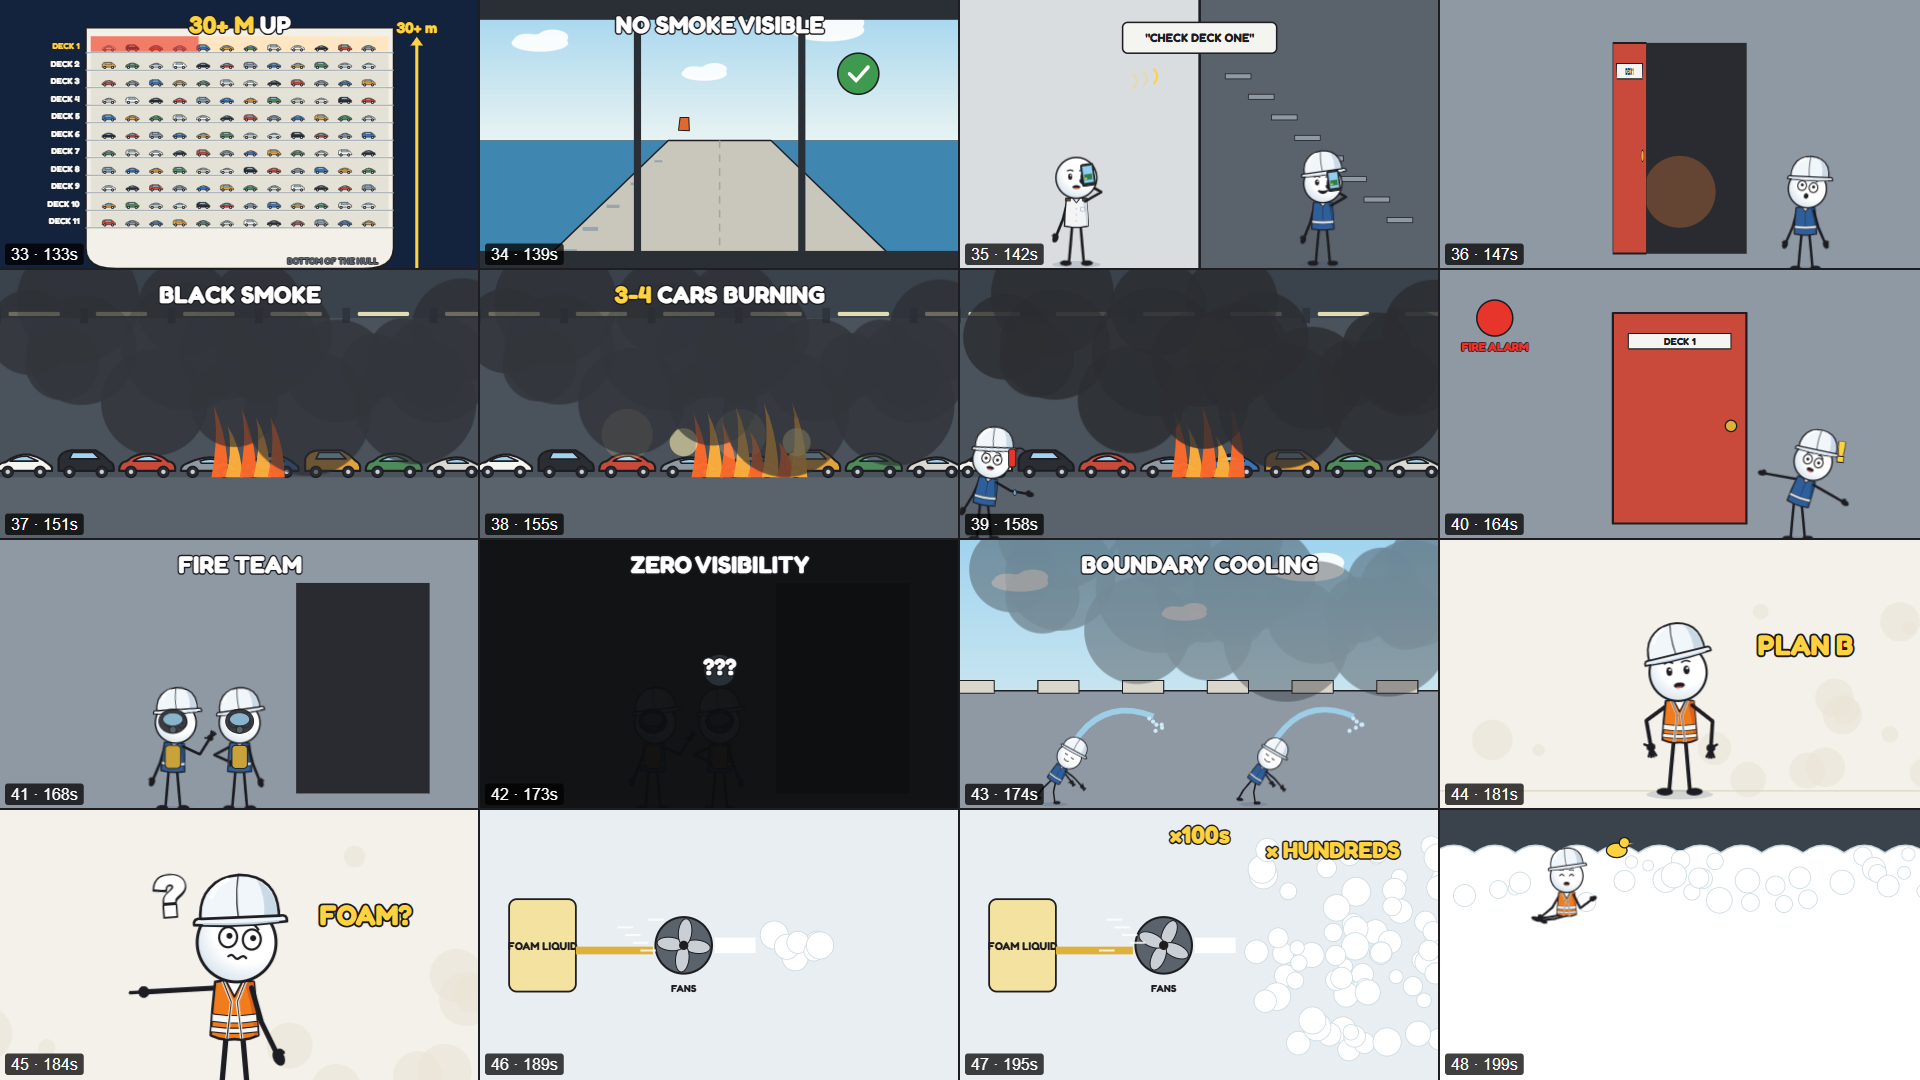 30+ M UP
30+ m
DECK 1
DECK 2
DECK 3
DECK 4
DECK 5
DECK 6
DECK 7
DECK 8
DECK 9
DECK 10
DECK 11
BOTTOM OF THE HULL
33 · 133s
NO SMOKE VISIBLE
34 · 139s
"CHECK DECK ONE"
35 · 142s
36 · 147s
BLACK SMOKE
37 · 151s
3-4 CARS BURNING
38 · 155s
39 · 158s
FIRE ALARM
DECK 1
40 · 164s
FIRE TEAM
41 · 168s
ZERO VISIBILITY
???
42 · 173s
BOUNDARY COOLING
43 · 174s
PLAN B
44 · 181s
?
FOAM?
45 · 184s
FOAM LIQUID
FANS
46 · 189s
x100s
x HUNDREDS
FOAM LIQUID
FANS
47 · 195s
48 · 199s